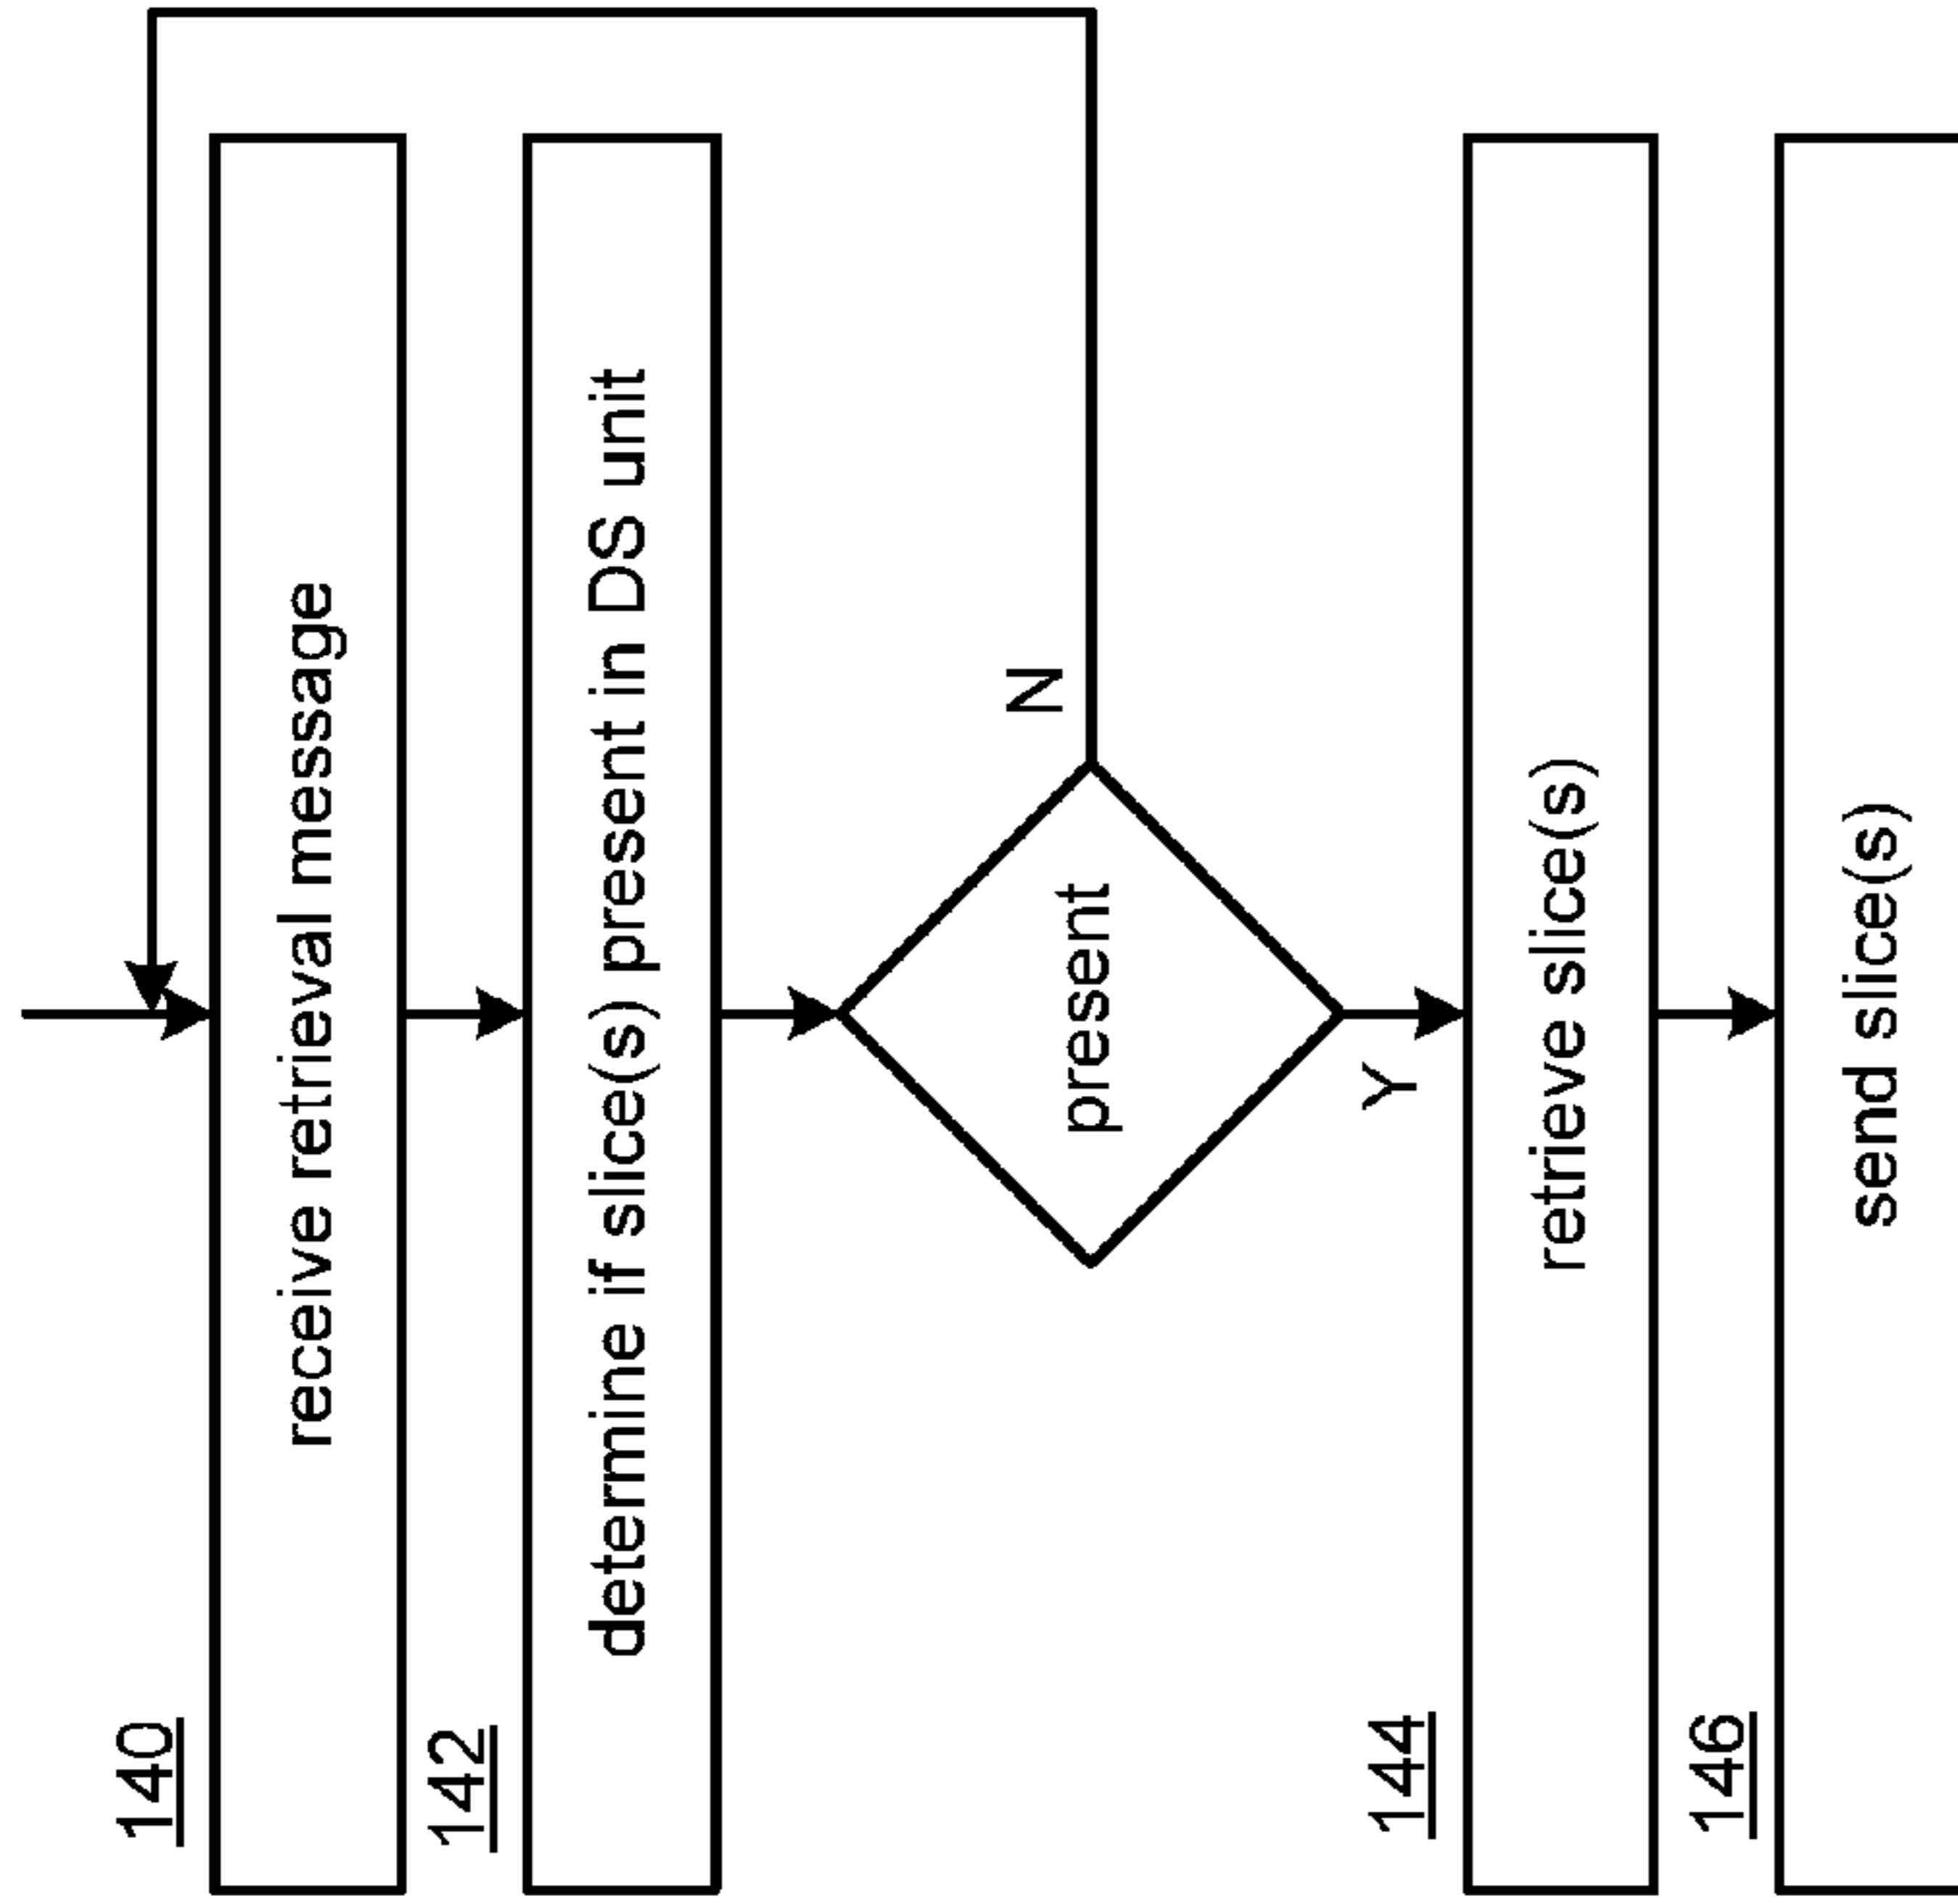 140
receive retrieval message
142
determine if slice(s) present in DS unit
present
N
Y
144
retrieve slice(s)
146
send slice(s)